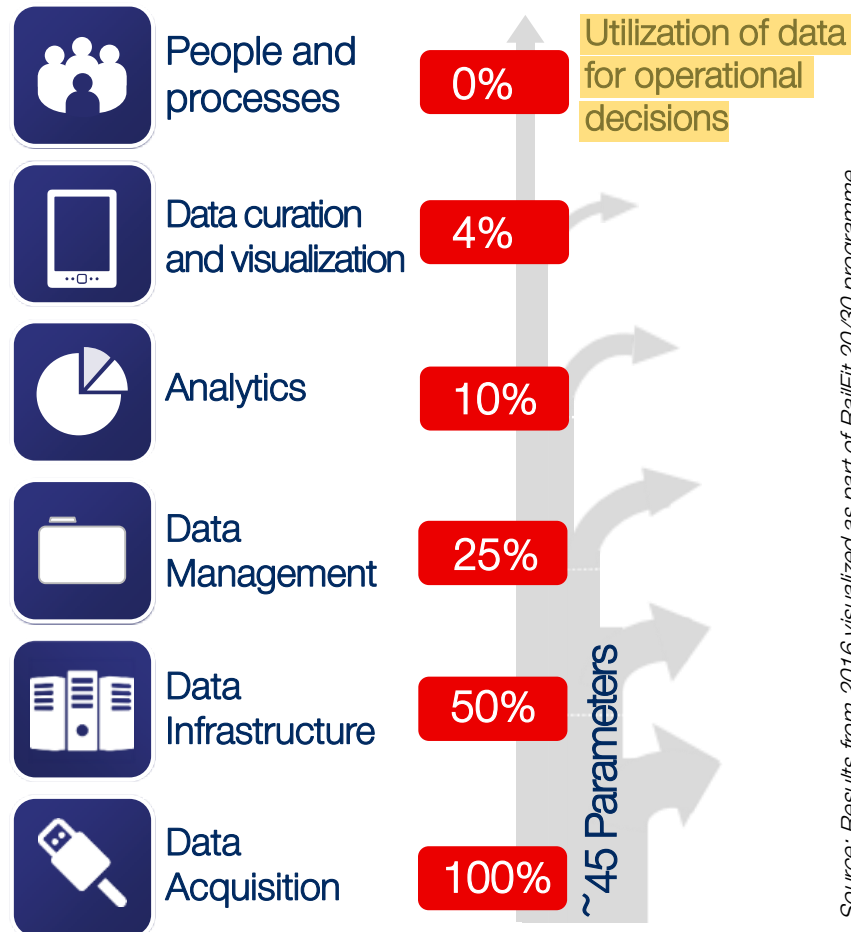 People and
processes
0%
Utilization of data
for operational
decisions
Data curation
and visualization
4%
Analytics
10%
Data
Management
25%
Data
Infrastructure
50%
Data
Acquisition
100%
~45 Parameters
Source: Results from 2016 visualized as part of RailFit 20/30 programme